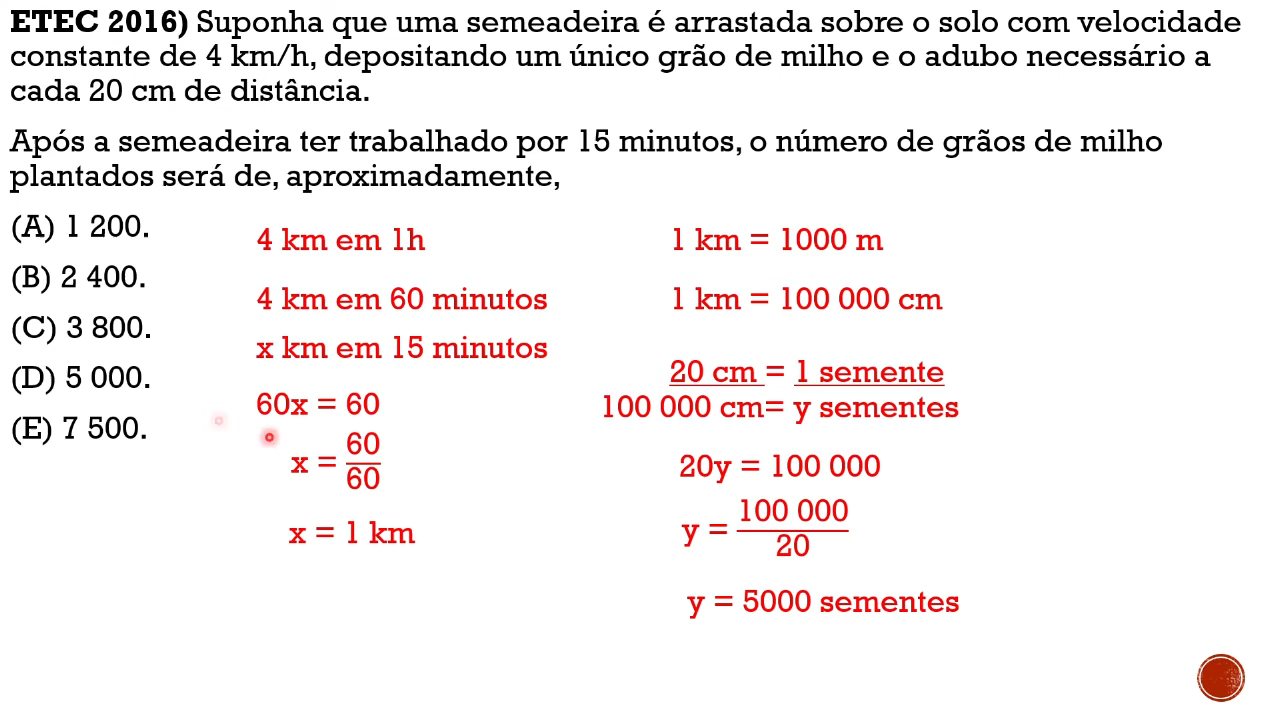 ETEC 2016) Suponha que uma semeadeira é arrastada sobre o solo com velocidade
constante de 4 km/h, depositando um único grão de milho e o adubo necessário a
cada 20 cm de distância.
Após a semeadeira ter trabalhado por 15 minutos, o número de grãos de milho
plantados será de, aproximadamente,
(A) 1 200.
(B) 2 400.
(C) 3 800.
(D) 5 000.
(E) 7 500.
4 km em 1h
4 km em 60 minutos
x km em 15 minutos
60x = 60
x = 60/60
x = 1 km
1 km = 1000 m
1 km = 100 000 cm
20 cm = 1 semente
100 000 cm= y sementes
20y = 100 000
y = 100 000/20
y = 5000 sementes